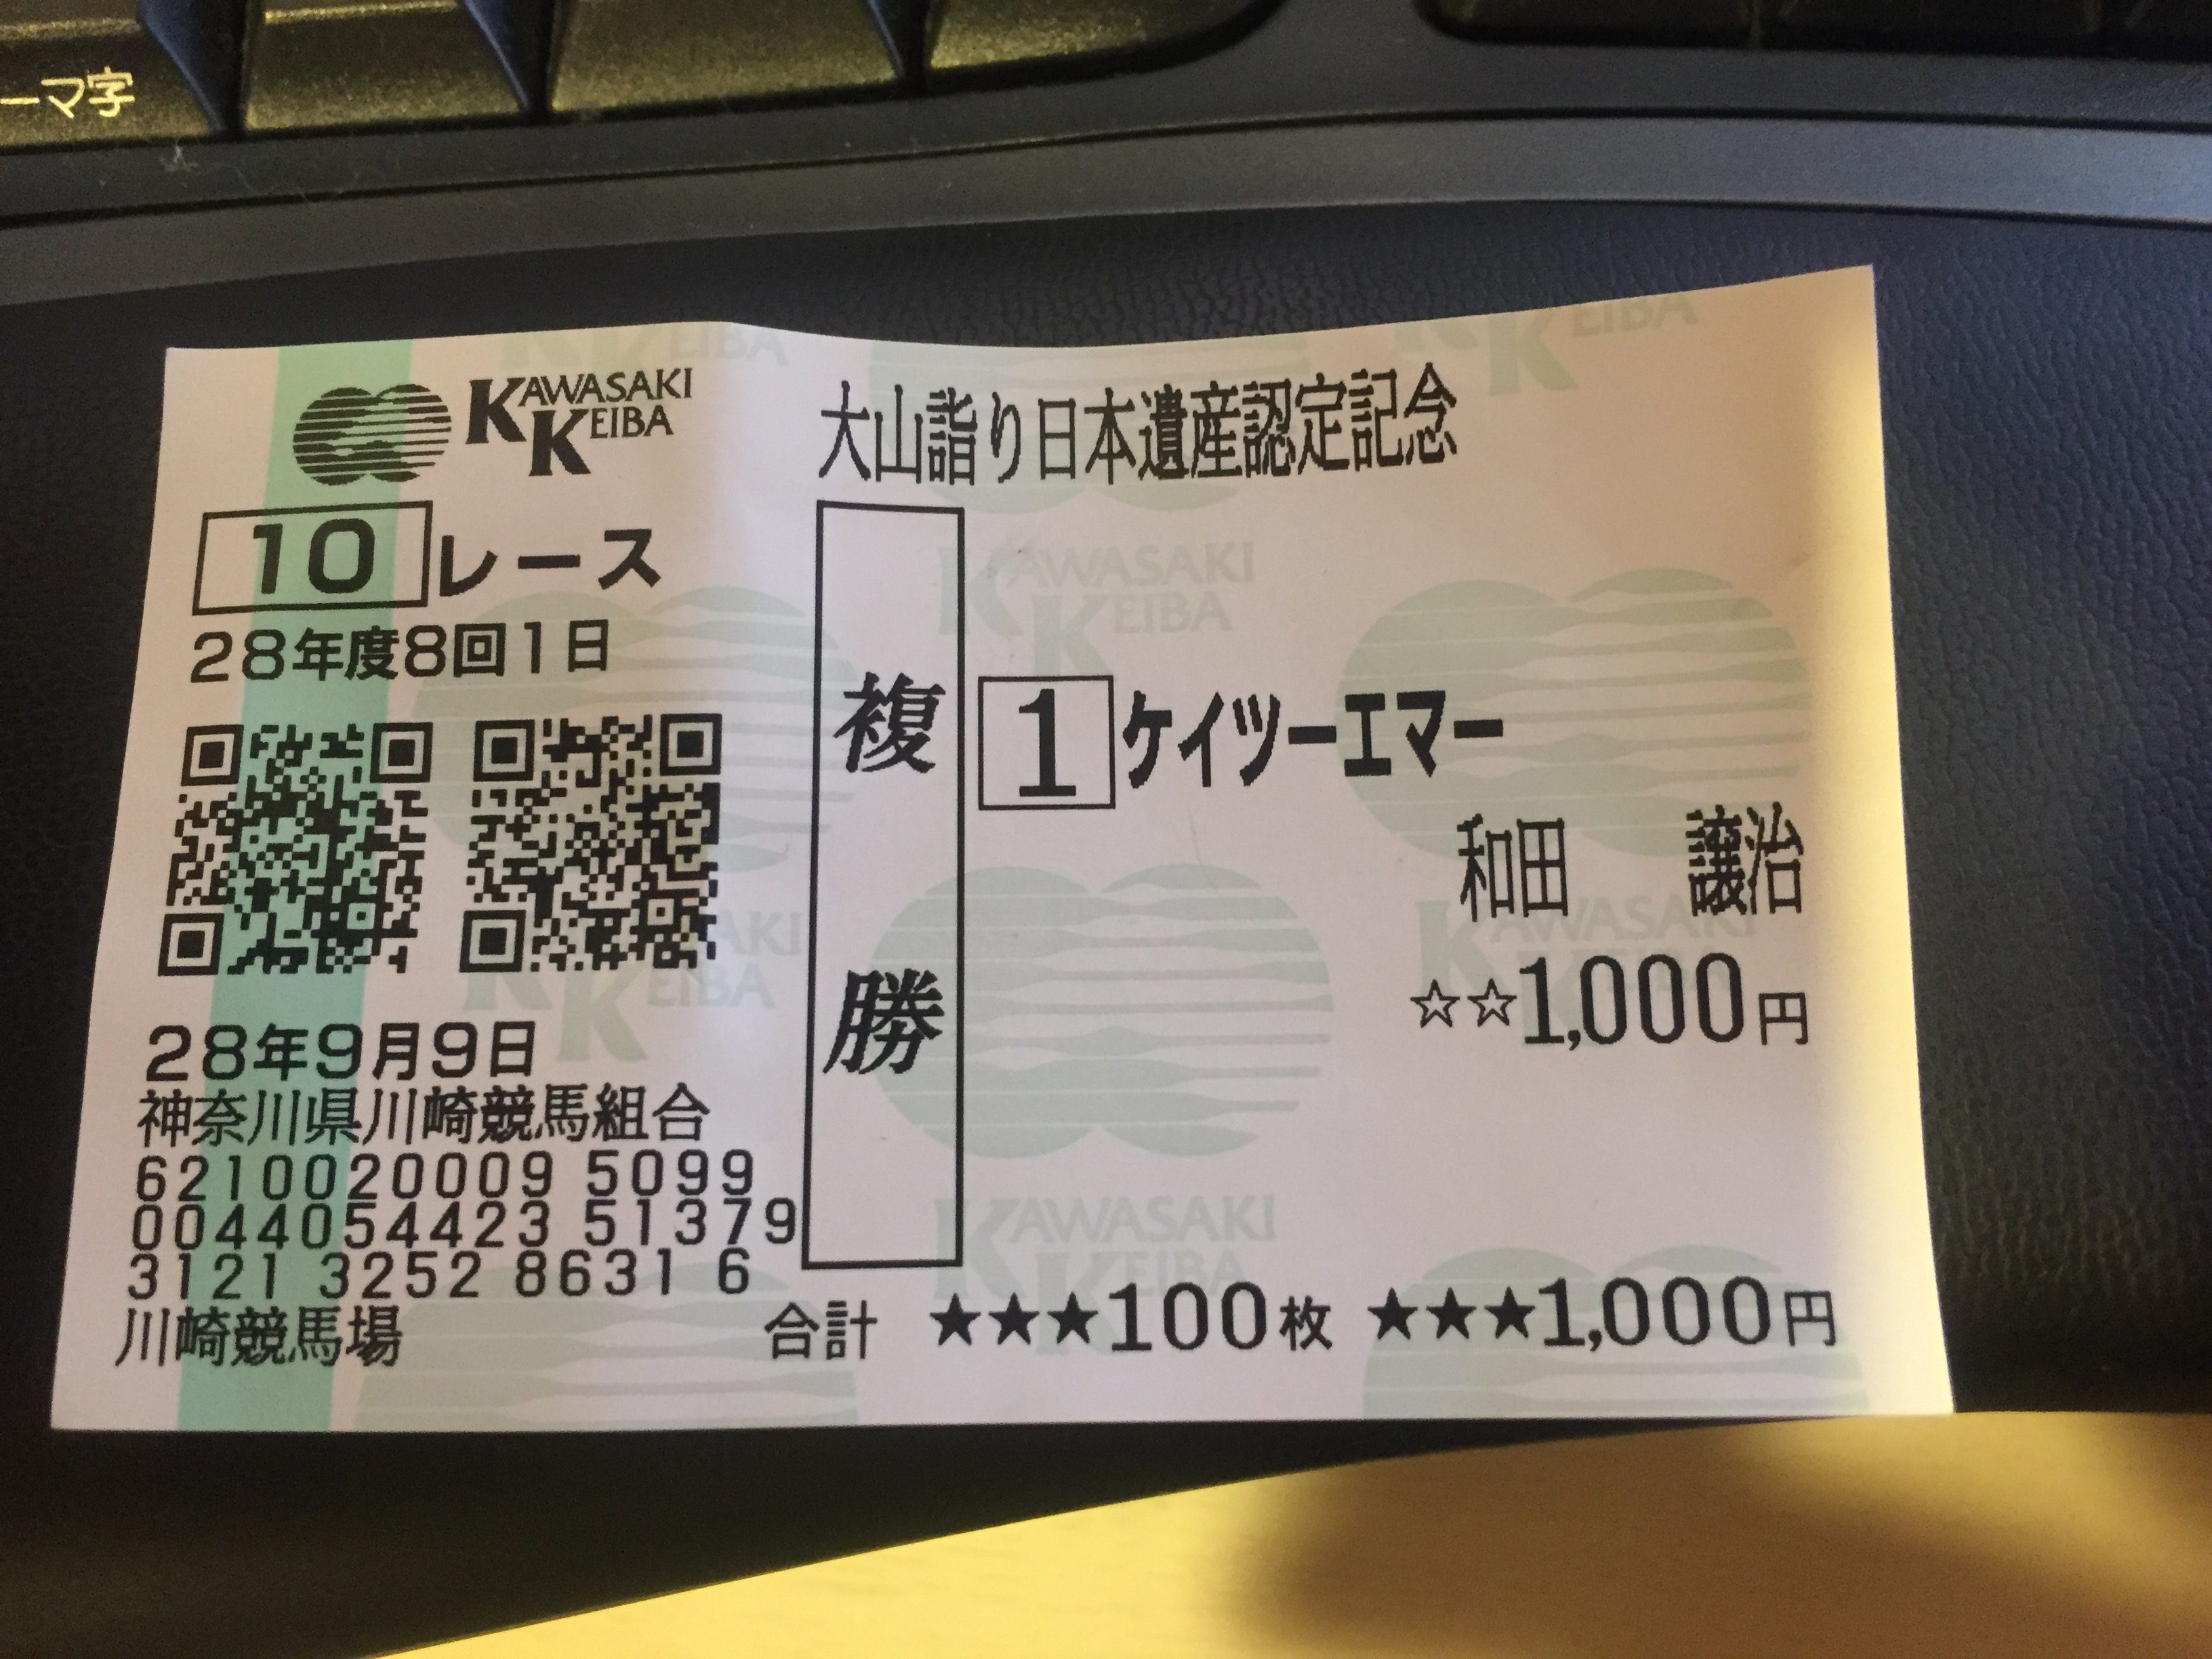 ーマ字
KAWASAKI
KEIBA
大山詣り日本遺産認定記念
10レース
28年度8回1日
複勝
1 ケイツーエマー
和田 譲治
☆☆1,000円
28年9月9日
神奈川県川崎競馬組合
6210020009 5099
0044054423 51379
3121 3252 8631 6
川崎競馬場
合計 ★★★100枚 ★★★1,000円